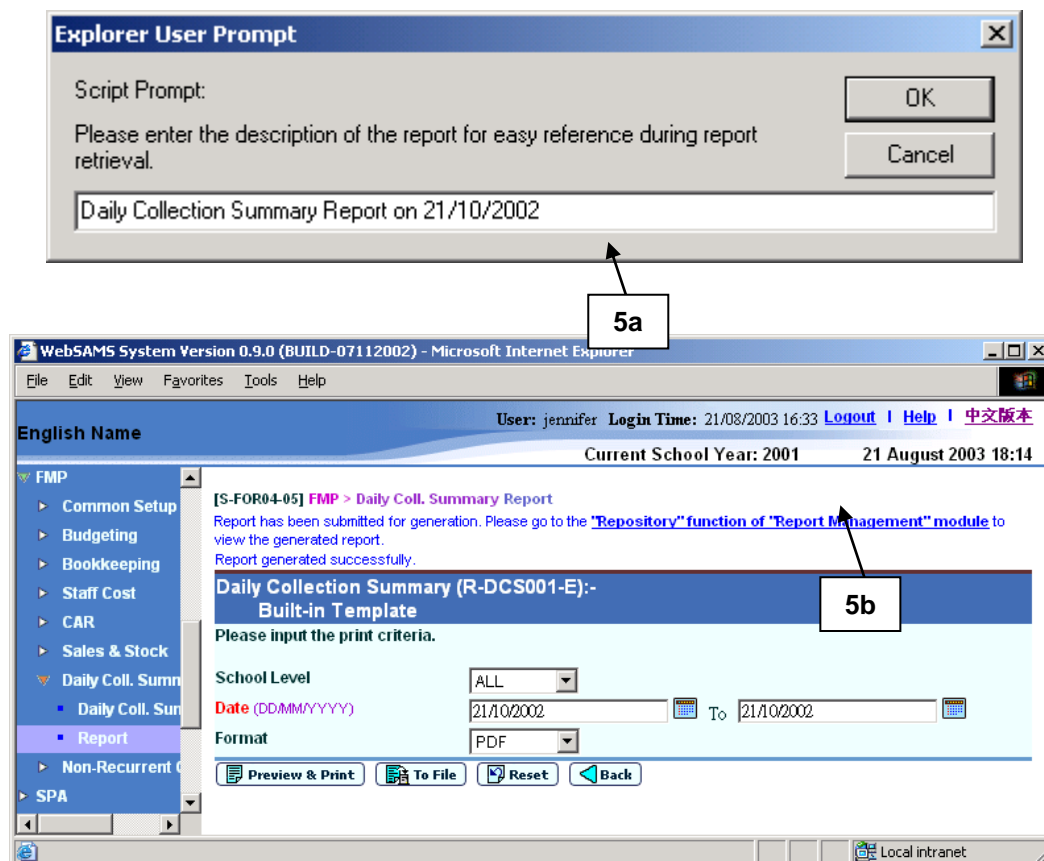 Explorer User Prompt
Script Prompt:
OK
Please enter the description of the report for easy reference during report
retrieval.
Cancel
Daily Collection Summary Report on 21/10/2002
5a
WebSAMS System Version 0.9.0 (BUILD-07112002) - Microsoft Internet Explorer
File Edit View Favorites Tools Help
English Name
User: jennifer Login Time: 21/08/2003 16:33 Logout | Help | 中文版本
Current School Year: 2001 21 August 2003 18:14
FMP
Common Setup
Budgeting
Bookkeeping
Staff Cost
CAR
Sales & Stock
Daily Coll. Summ
Daily Coll. Sun
Report
Non-Recurrent
SPA
[S-FOR04-05] FMP > Daily Coll. Summary Report
Report has been submitted for generation. Please go to the "Repository" function of "Report Management" module to
view the generated report.
Report generated successfully.
5b
Daily Collection Summary (R-DCS001-E):-
Built-in Template
Please input the print criteria.
School Level ALL
Date (DD/MM/YYYY) 21/10/2002 To 21/10/2002
Format PDF
Preview & Print To File Reset Back
Local intranet